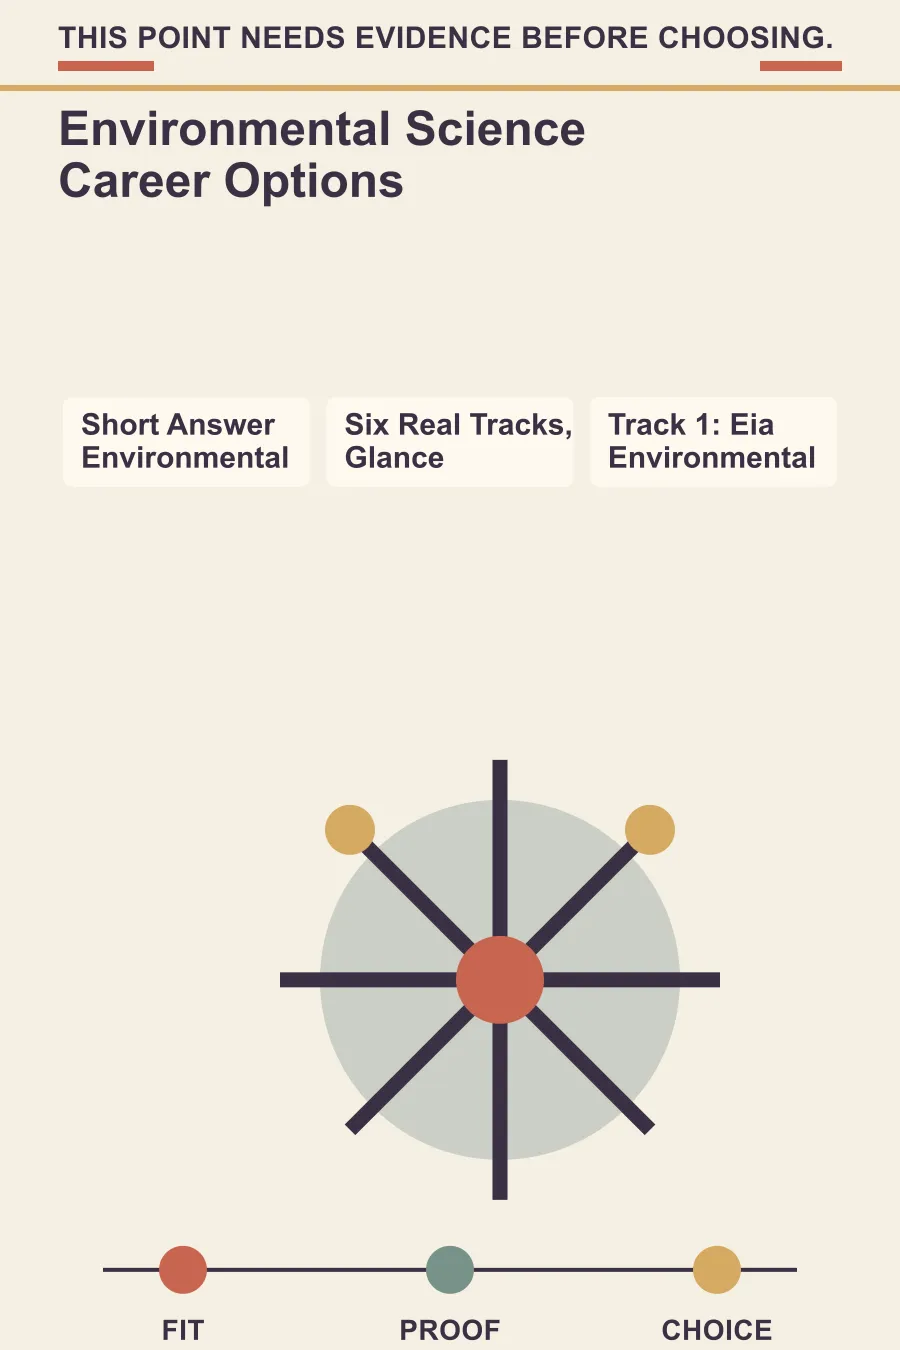 THIS POINT NEEDS EVIDENCE BEFORE CHOOSING.
Environmental Science
Career Options
Short Answer
Environmental
Six Real Tracks,
Glance
Track 1: Eia
Environmental
FIT
PROOF
CHOICE